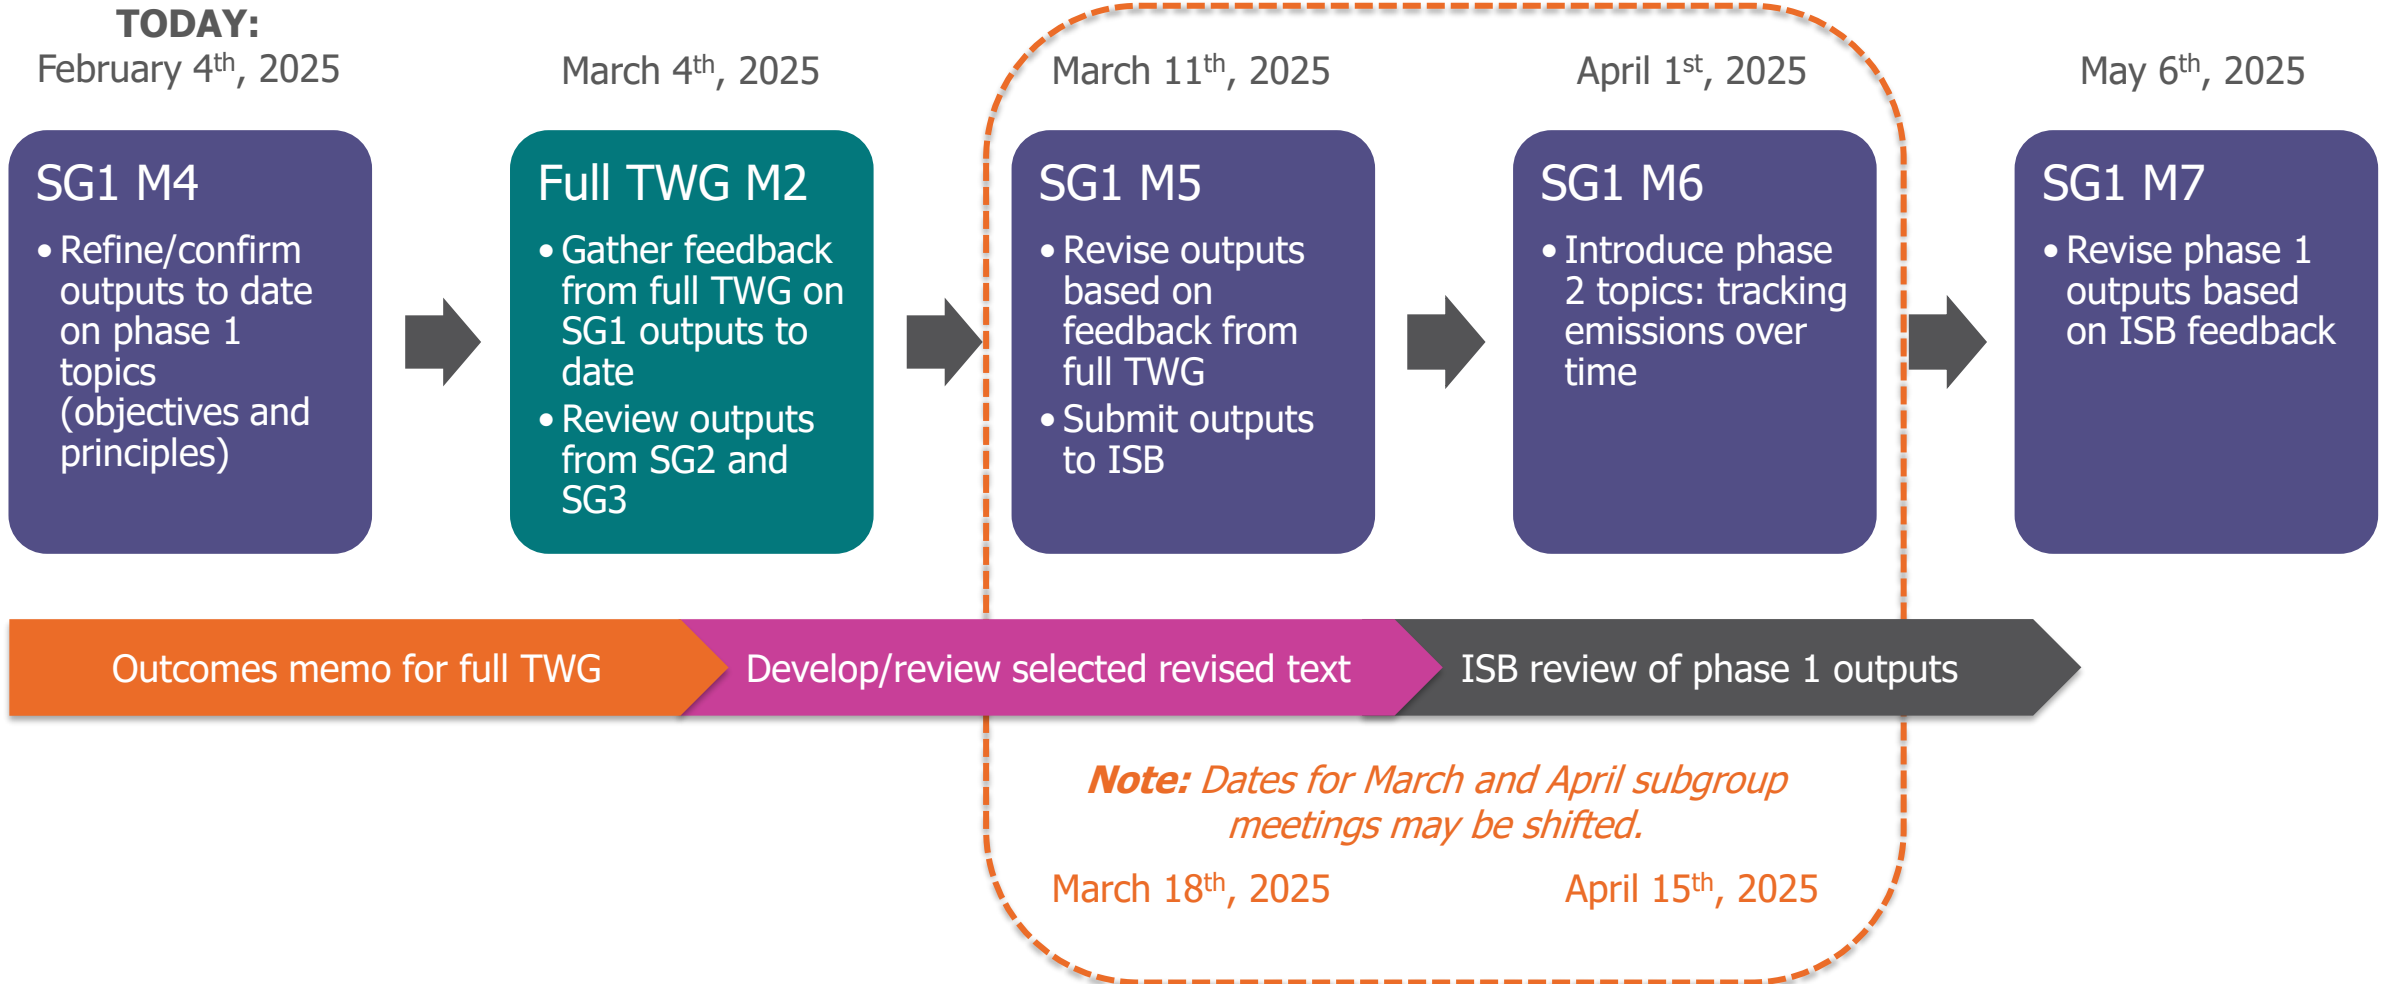 TODAY:
February 4th, 2025
March 4th, 2025
March 11th, 2025
April 1st, 2025
May 6th, 2025
SG1 M4
• Refine/confirm
outputs to date
on phase 1
topics
(objectives and
principles)
Full TWG M2
• Gather feedback
from full TWG on
SG1 outputs to
date
• Review outputs
from SG2 and
SG3
SG1 M5
• Revise outputs
based on
feedback from
full TWG
• Submit outputs
to ISB
SG1 M6
• Introduce phase
2 topics: tracking
emissions over
time
SG1 M7
• Revise phase 1
outputs based
on ISB feedback
Outcomes memo for full TWG
Develop/review selected revised text
ISB review of phase 1 outputs
Note: Dates for March and April subgroup
meetings may be shifted.
March 18th, 2025
April 15th, 2025